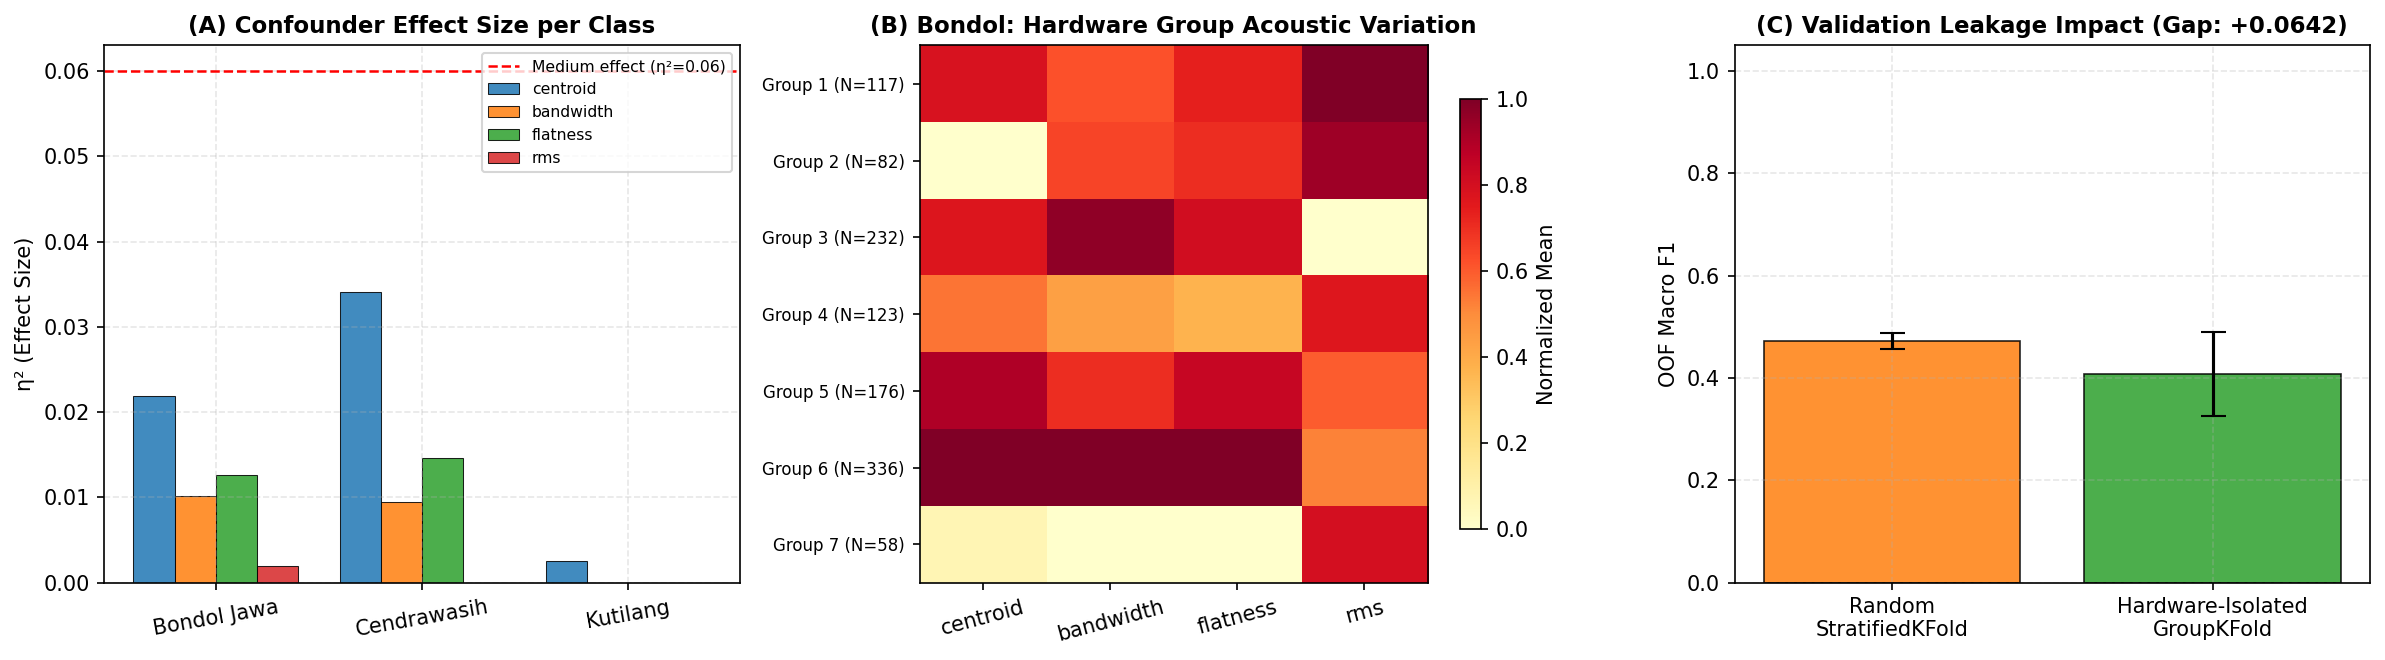 (A) Confounder Effect Size per Class
η² (Effect Size)
0.06
0.05
0.04
0.03
0.02
0.01
0.00
Medium effect (η²=0.06)
centroid
bandwidth
flatness
rms
Bondol Jawa
Cendrawasih
Kutilang
(B) Bondol: Hardware Group Acoustic Variation
Group 1 (N=117)
Group 2 (N=82)
Group 3 (N=232)
Group 4 (N=123)
Group 5 (N=176)
Group 6 (N=336)
Group 7 (N=58)
centroid
bandwidth
flatness
rms
1.0
0.8
0.6
0.4
0.2
0.0
Normalized Mean
(C) Validation Leakage Impact (Gap: +0.0642)
OOF Macro F1
1.0
0.8
0.6
0.4
0.2
0.0
Random
StratifiedKFold
Hardware-Isolated
GroupKFold